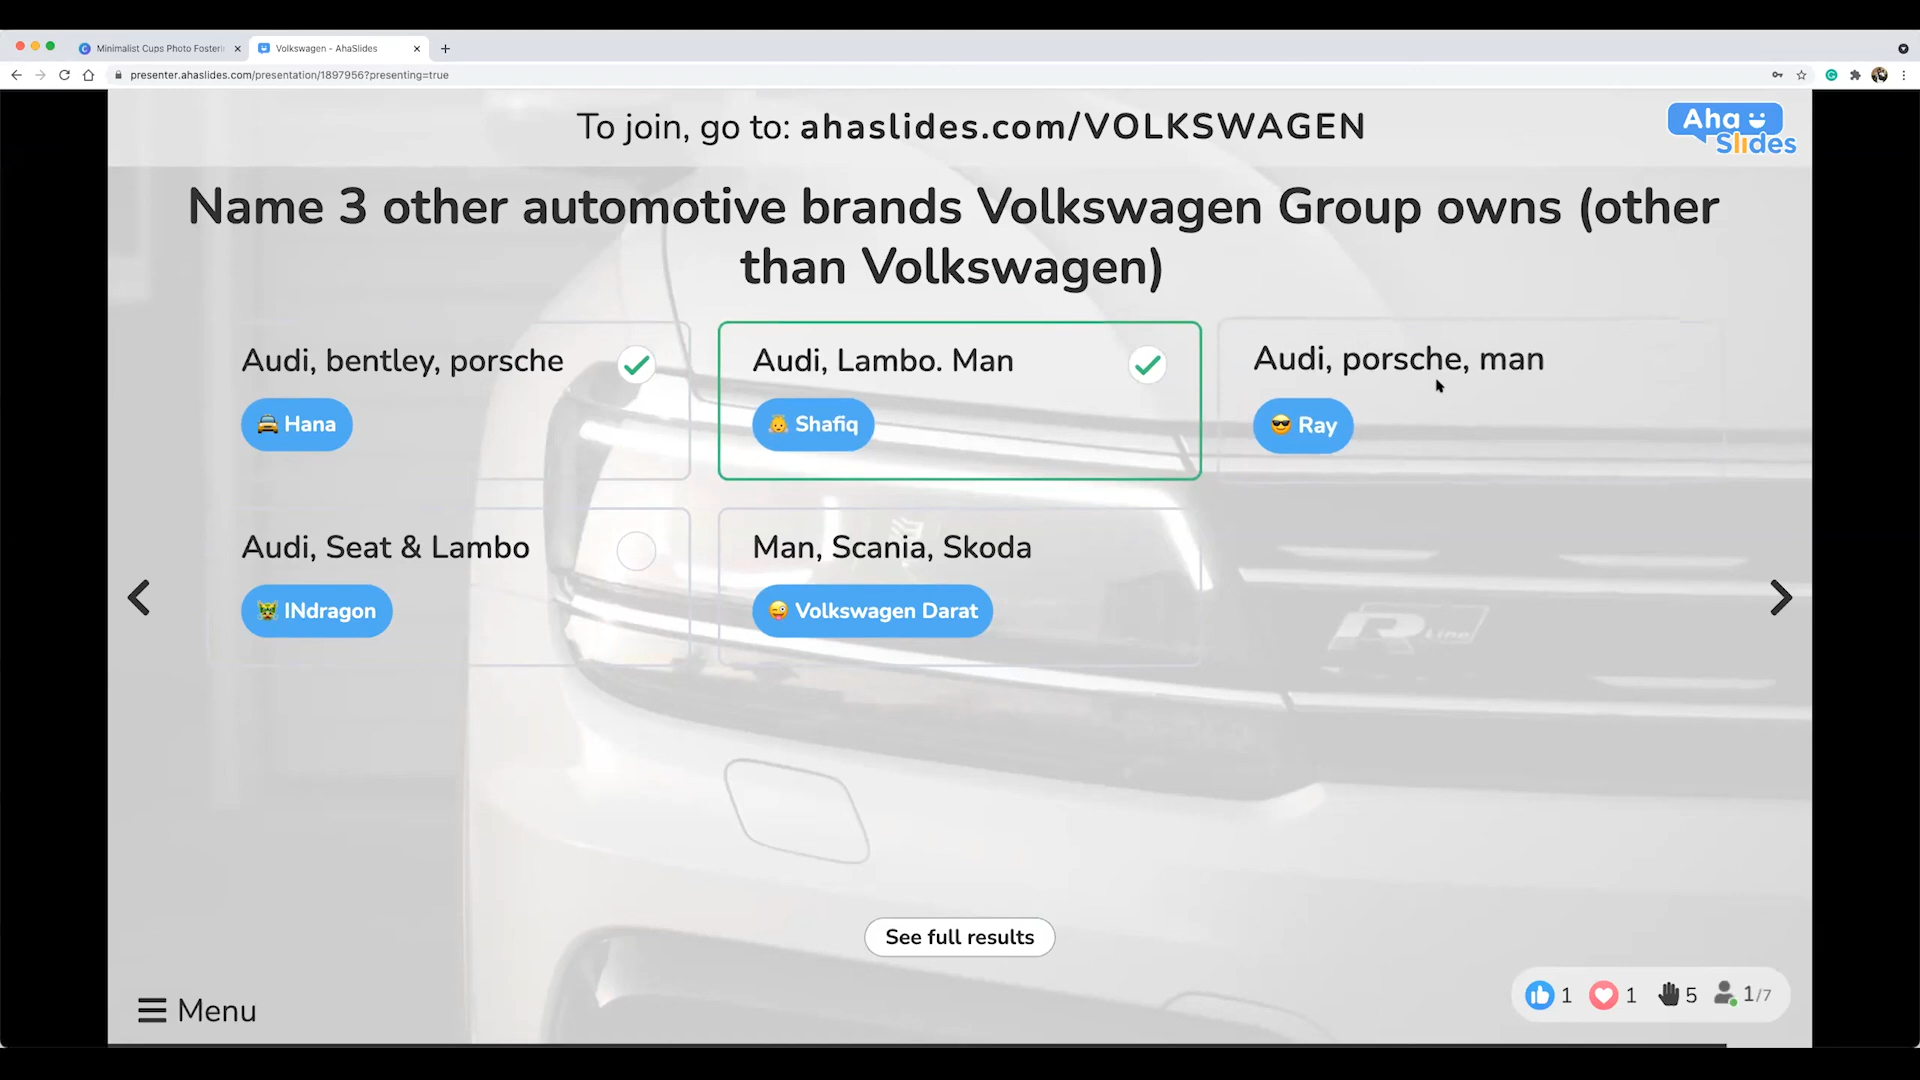 Minimalist Cups Photo Fosterin
Volkswagen - AhaSlides
presenter.ahaslides.com/presentation/1897956?presenting=true
To join, go to: ahaslides.com/VOLKSWAGEN
Aha
Slides
Name 3 other automotive brands Volkswagen Group owns (other
than Volkswagen)
Audi, bentley, porsche
Hana
Audi, Lambo. Man
Shafiq
Audi, porsche, man
Ray
Audi, Seat & Lambo
INdragon
Man, Scania, Skoda
Volkswagen Darat
R Line
See full results
Menu
1 1 5 1/7